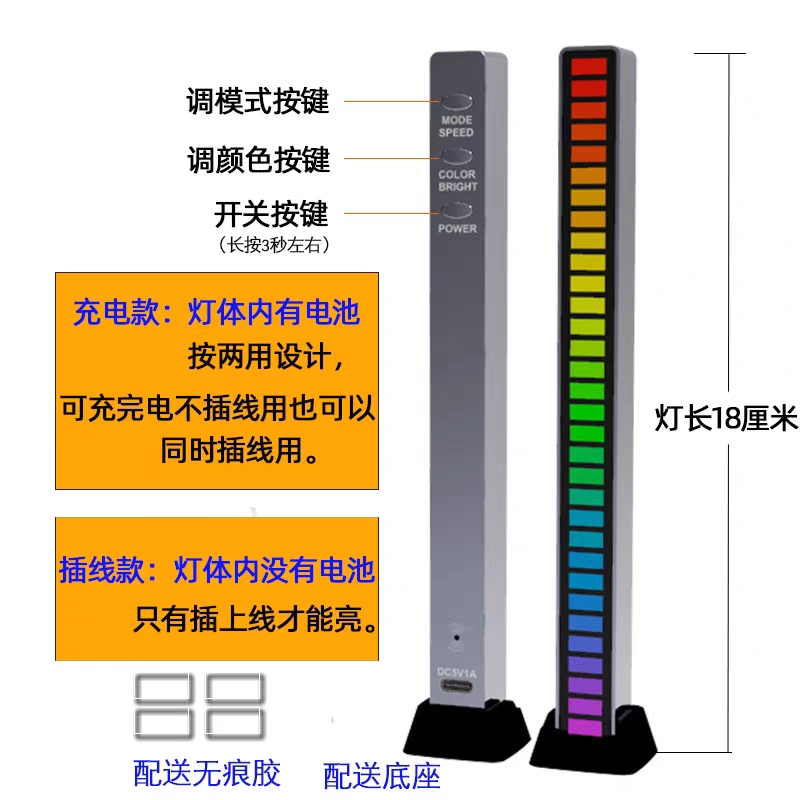 调模式按键
MODE
SPEED
调颜色按键
COLOR
BRIGHT
开关按键
(长按3秒左右)
POWER
充电款：灯体内有电池
按两用设计，
可充完电不插线用也可以
同时插线用。
灯长18厘米
插线款：灯体内没有电池
只有插上线才能亮。
DC5V1A
配送无痕胶
配送底座